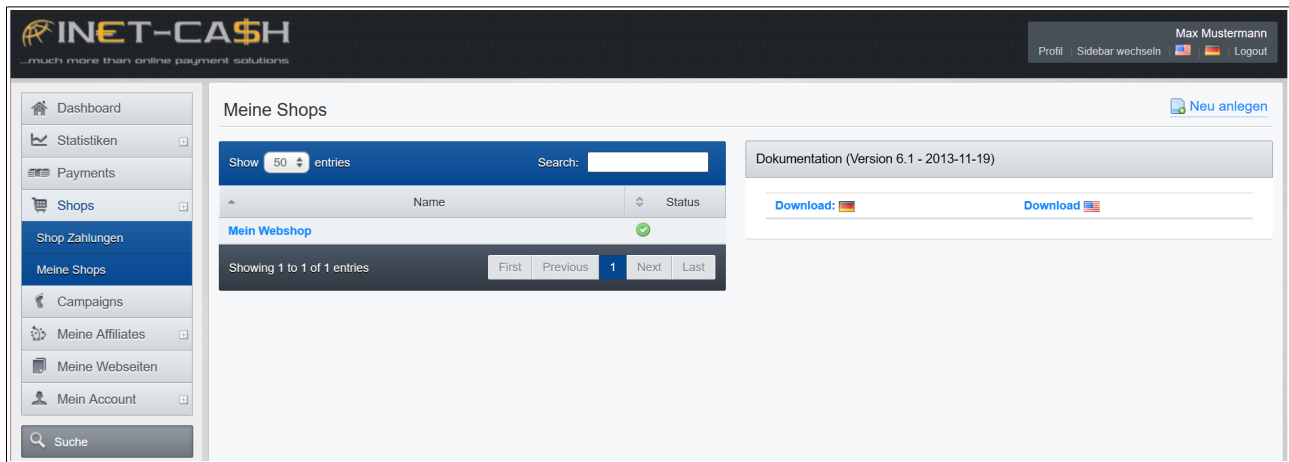 INET-CA$H
...much more than online payment solutions
Max Mustermann
Profil Sidebar wechseln Logout
Dashboard
Statistiken
Payments
Shops
Shop Zahlungen
Meine Shops
Campaigns
Meine Affiliates
Meine Webseiten
Mein Account
Suche
Meine Shops
Neu anlegen
Show 50 entries Search:
Name Status
Mein Webshop
Showing 1 to 1 of 1 entries First Previous 1 Next Last
Dokumentation (Version 6.1 - 2013-11-19)
Download: Download